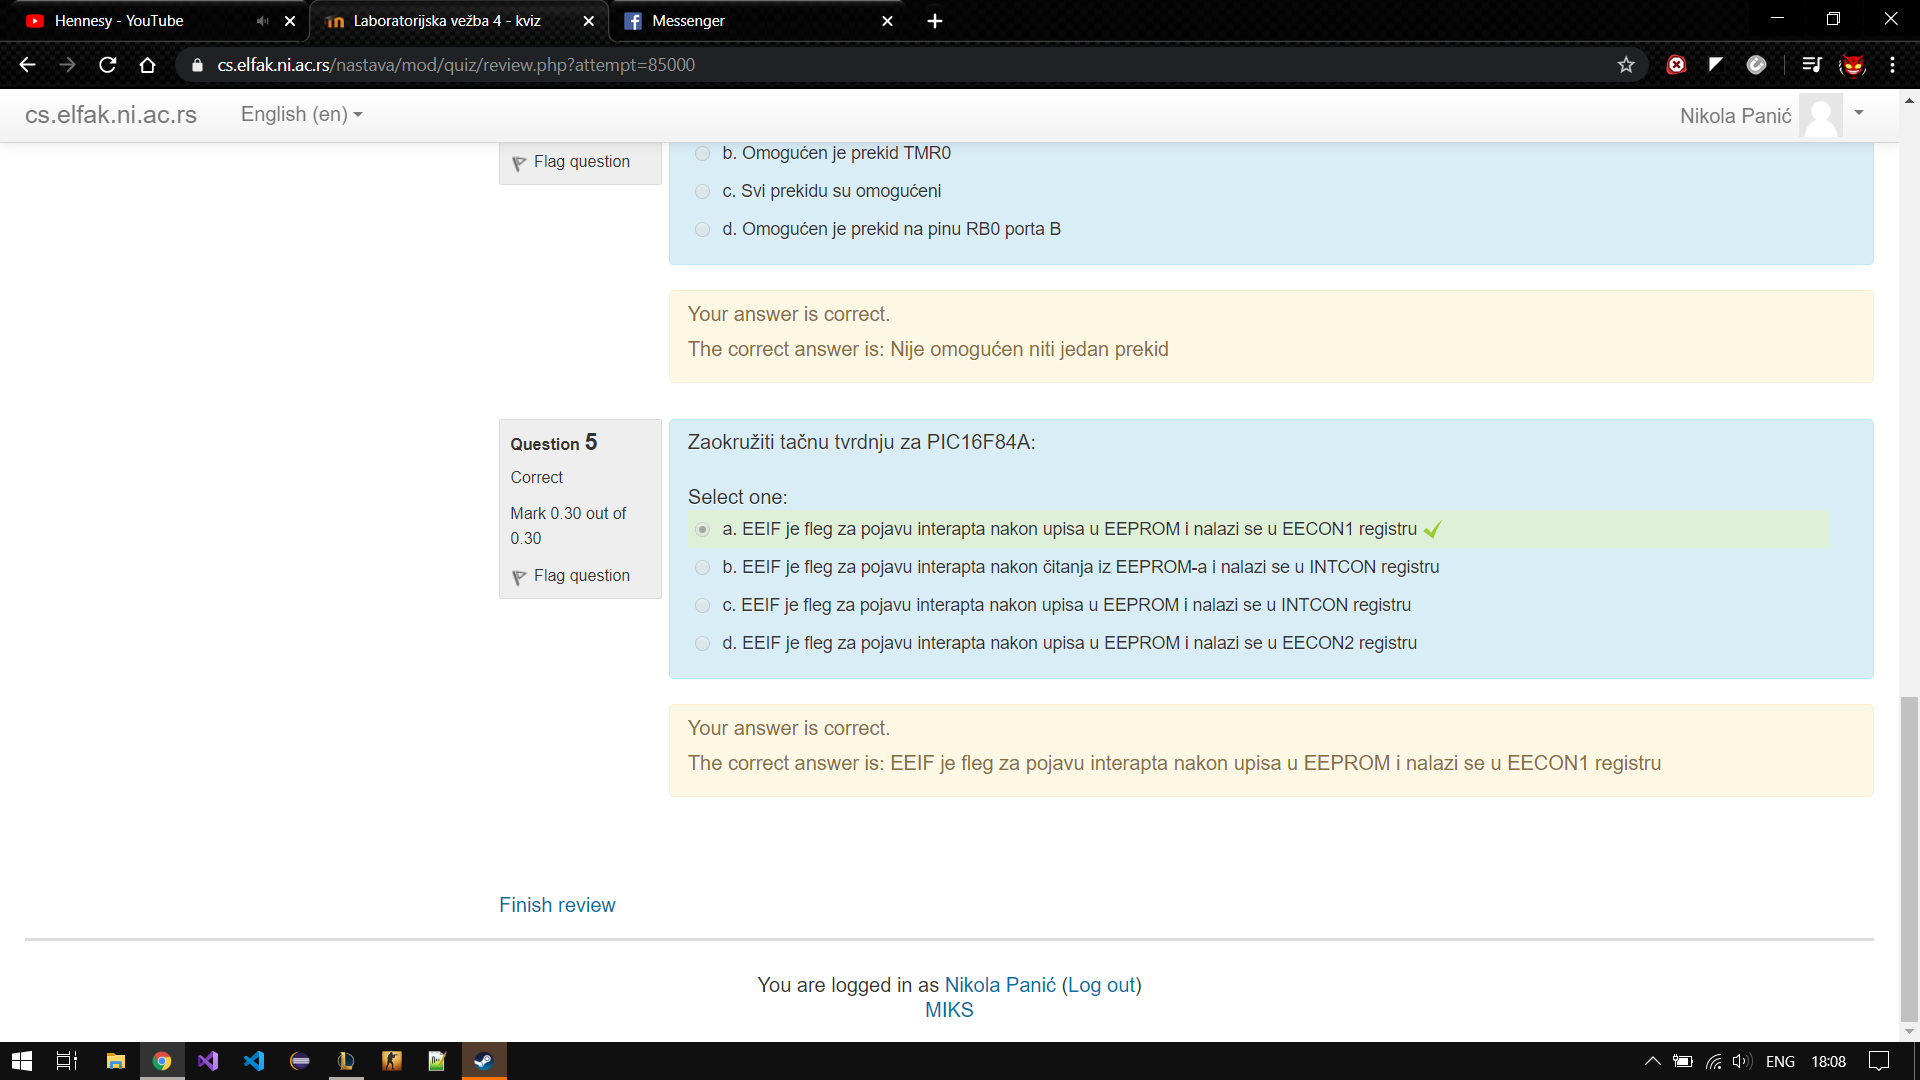 Hennesy - YouTube
Laboratorijska vežba 4 - kviz
Messenger
cs.elfak.ni.ac.rs/nastava/mod/quiz/review.php?attempt=85000
cs.elfak.ni.ac.rs
English (en)
Nikola Panić
Flag question
b. Omogućen je prekid TMR0
c. Svi prekidu su omogućeni
d. Omogućen je prekid na pinu RB0 porta B
Your answer is correct.
The correct answer is: Nije omogućen niti jedan prekid
Question 5
Correct
Mark 0.30 out of
0.30
Flag question
Zaokružiti tačnu tvrdnju za PIC16F84A:
Select one:
a. EEIF je fleg za pojavu interapta nakon upisa u EEPROM i nalazi se u EECON1 registru
b. EEIF je fleg za pojavu interapta nakon čitanja iz EEPROM-a i nalazi se u INTCON registru
c. EEIF je fleg za pojavu interapta nakon upisa u EEPROM i nalazi se u INTCON registru
d. EEIF je fleg za pojavu interapta nakon upisa u EEPROM i nalazi se u EECON2 registru
Your answer is correct.
The correct answer is: EEIF je fleg za pojavu interapta nakon upisa u EEPROM i nalazi se u EECON1 registru
Finish review
You are logged in as Nikola Panić (Log out)
MIKS
ENG
18:08